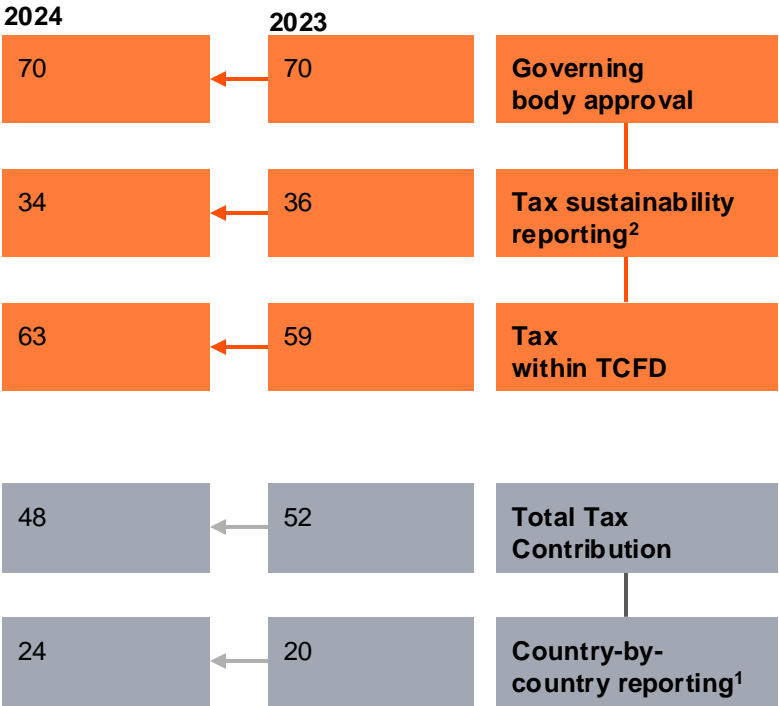 2024
2023
70
70
Governing
body approval
34
36
Tax sustainability
reporting²
63
59
Tax
within TCFD
48
52
Total Tax
Contribution
24
20
Country-by-
country reporting¹